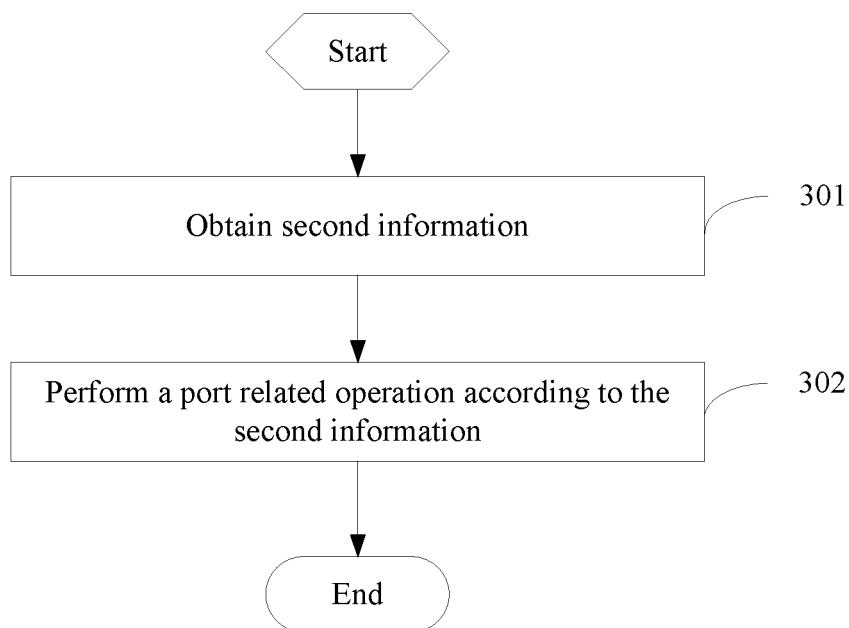 Start
Obtain second information
301
Perform a port related operation according to the
second information
302
End